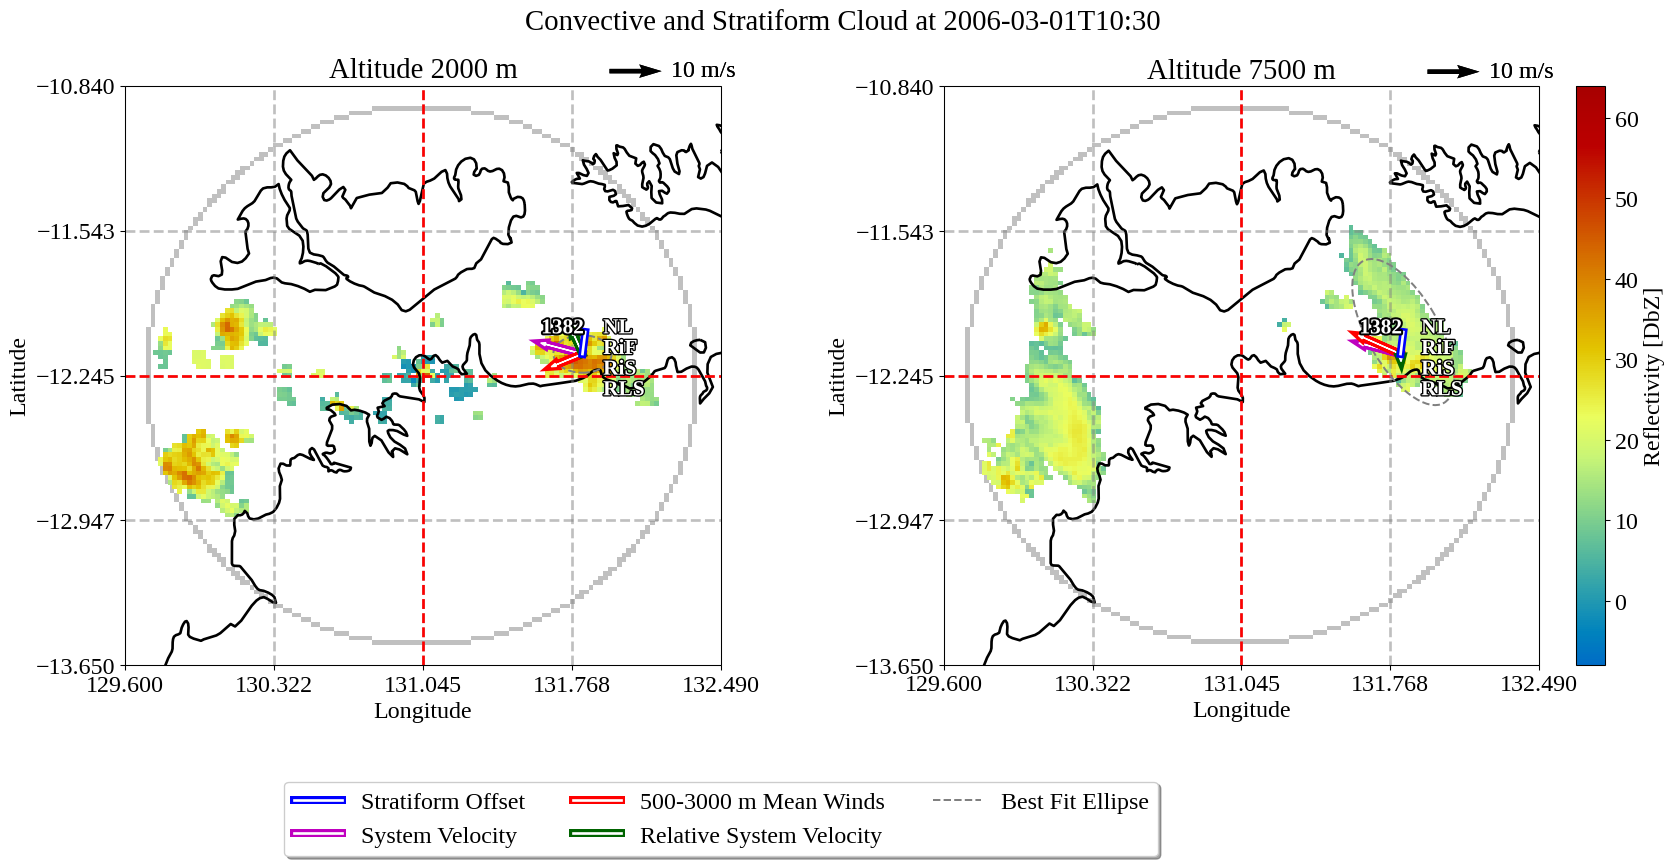 Convective and Stratiform Cloud at 2006-03-01T10:30
Altitude 2000 m
10 m/s
−10.840
−11.543
−12.245
−12.947
−13.650
129.600
130.322
131.045
131.768
132.490
Latitude
Longitude
1382
NL
RiF
RiS
RLS
Altitude 7500 m
10 m/s
−10.840
−11.543
−12.245
−12.947
−13.650
129.600
130.322
131.045
131.768
132.490
Latitude
Longitude
1382
NL
RiF
RiS
RLS
60
50
40
30
20
10
0
Reflectivity [DbZ]
Stratiform Offset
System Velocity
500-3000 m Mean Winds
Relative System Velocity
Best Fit Ellipse